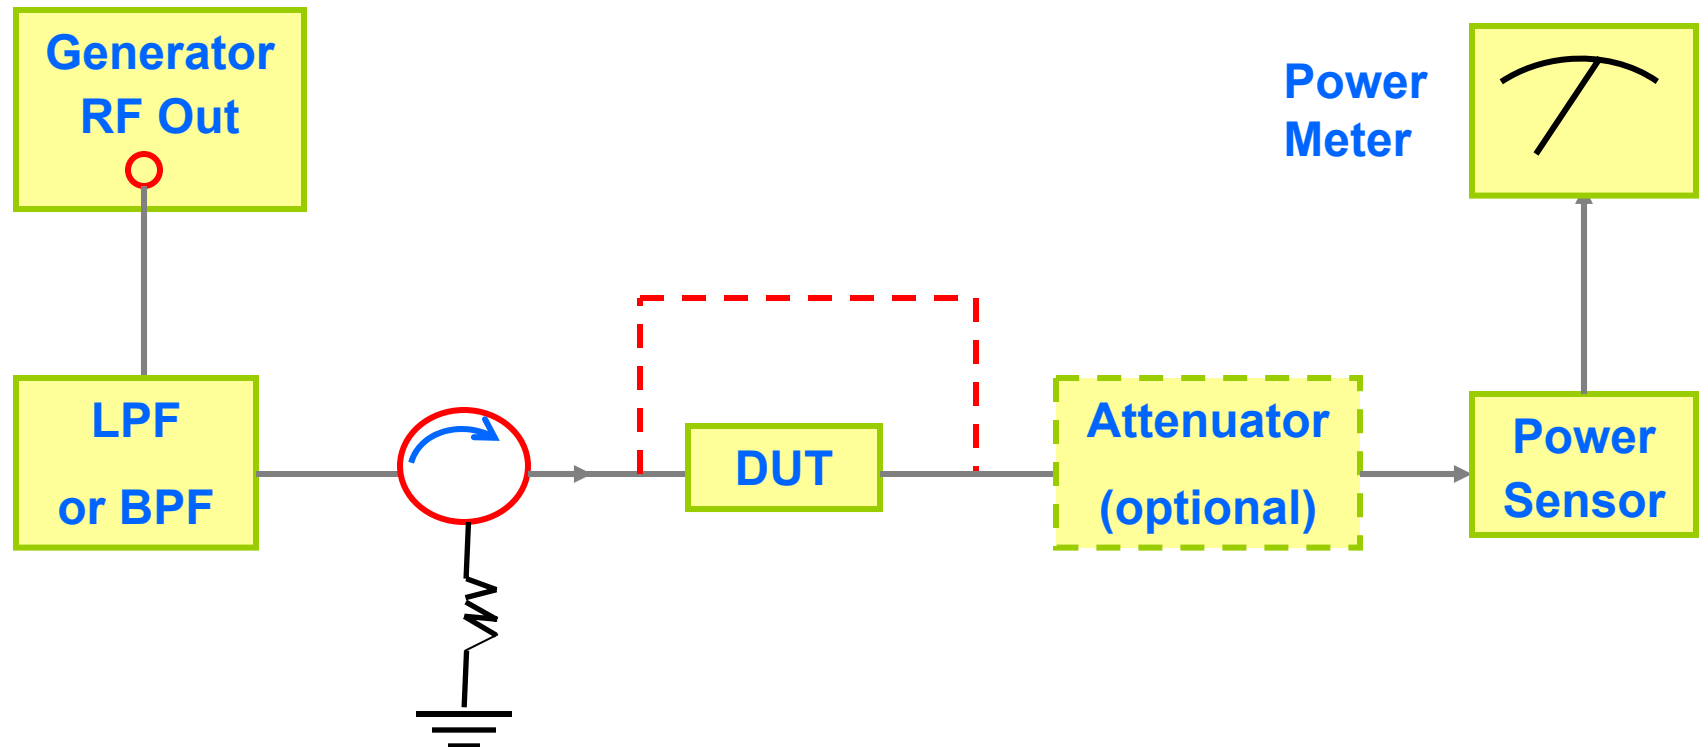 Generator
RF Out
Power
Meter
LPF
or BPF
DUT
Attenuator
(optional)
Power
Sensor